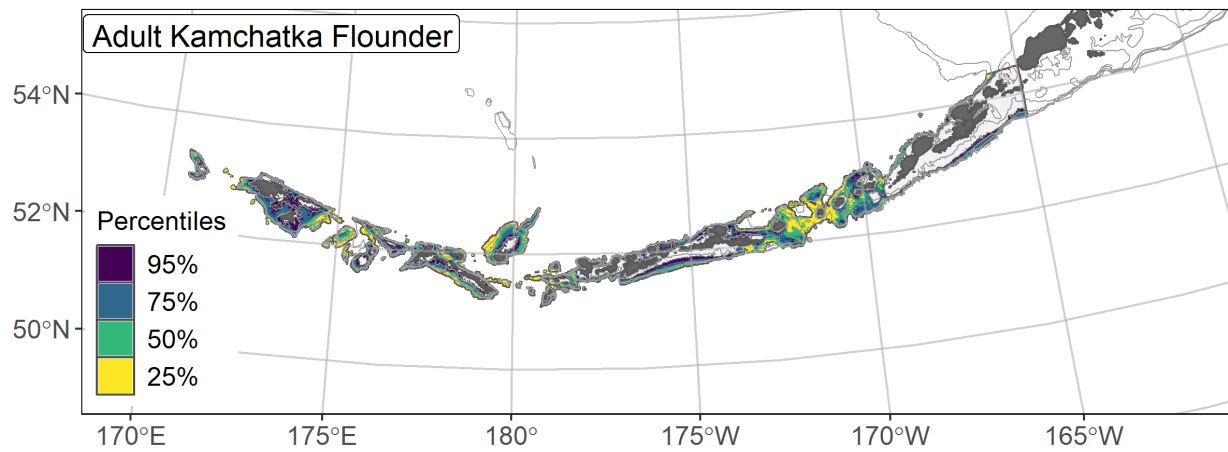 Adult Kamchatka Flounder
54°N
52°N
50°N
Percentiles
95%
75%
50%
25%
170°E
175°E
180°
175°W
170°W
165°W